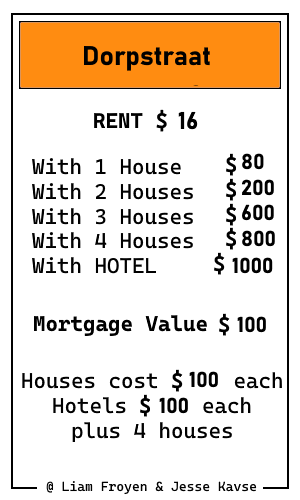 Dorpstraat
RENT $ 16
With 1 House $ 80
With 2 Houses $ 200
With 3 Houses $ 600
With 4 Houses $ 800
With HOTEL $ 1000
Mortgage Value $ 100
Houses cost $ 100 each
Hotels $ 100 each
plus 4 houses
@ Liam Froyen & Jesse Kavse